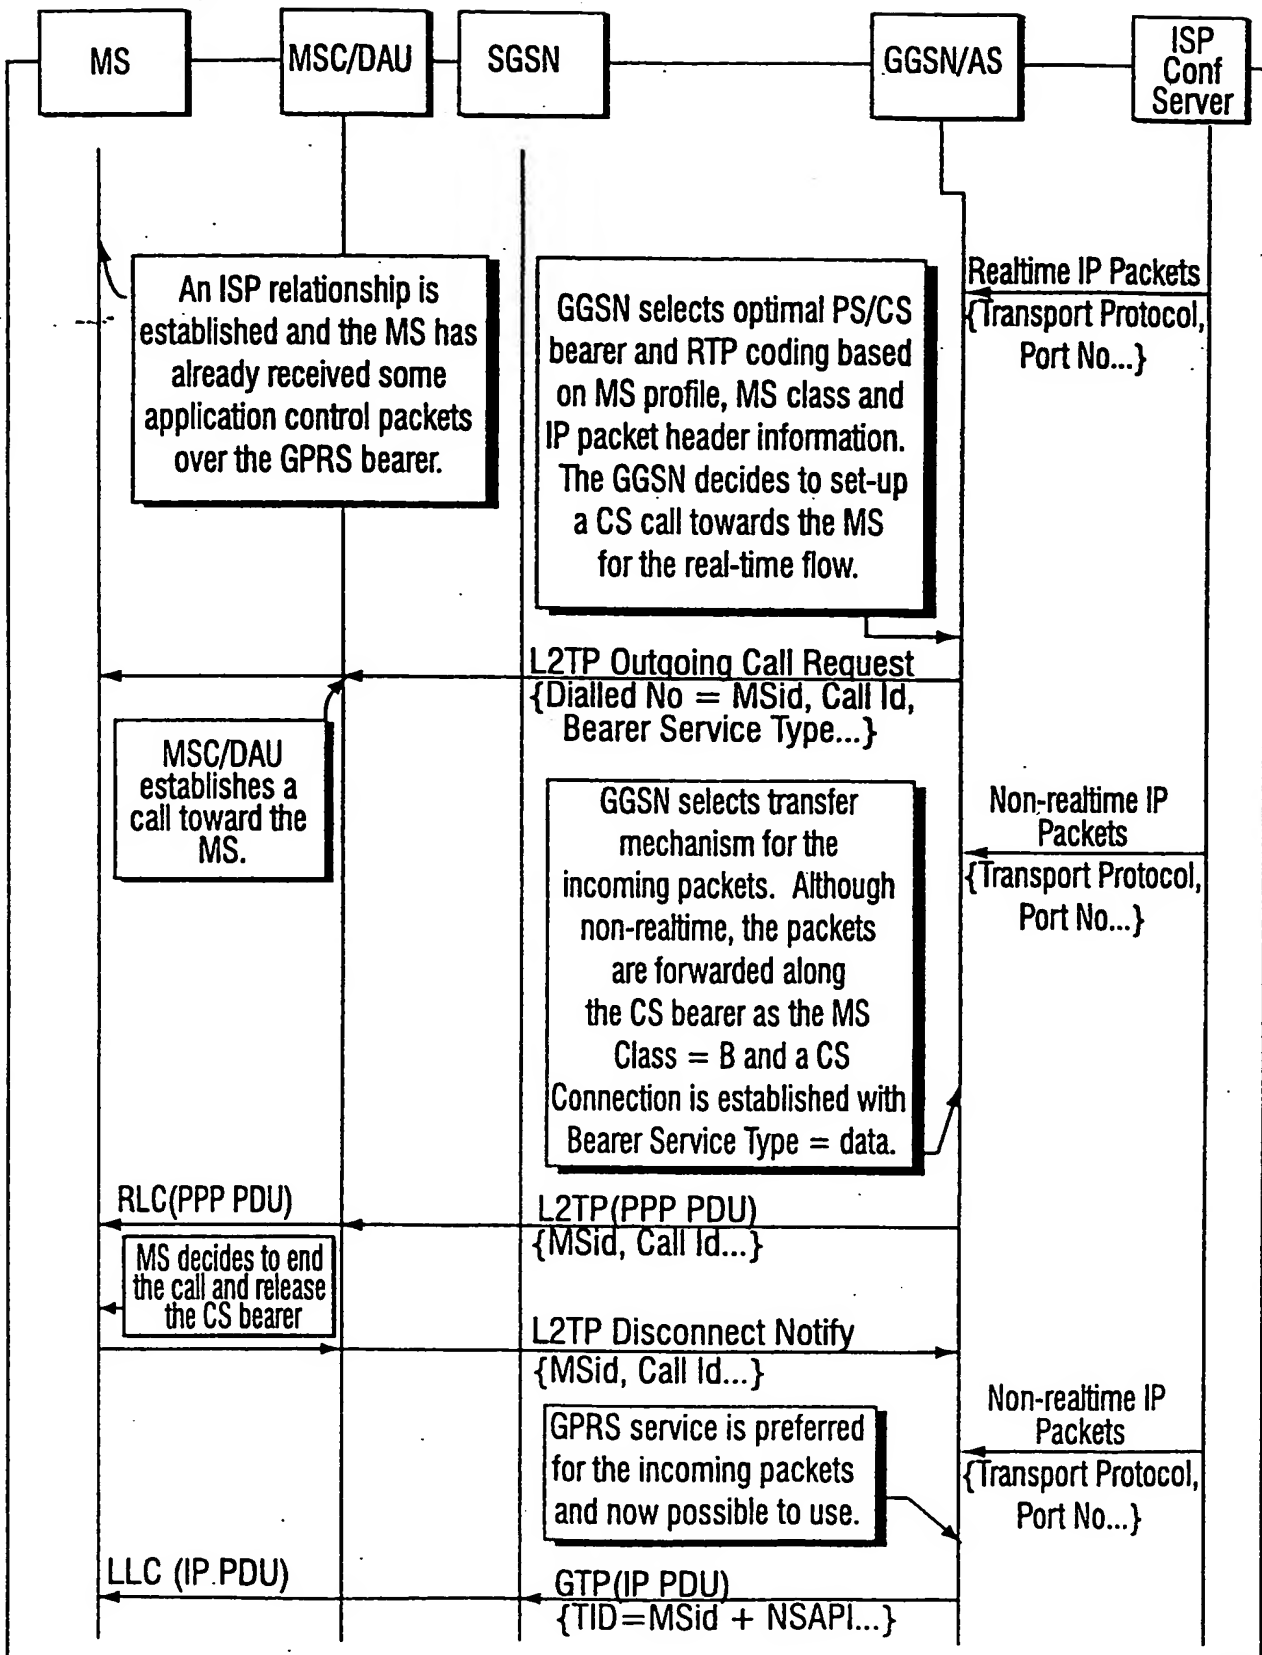 MS
MSC/DAU
SGSN
GGSN/AS
ISP
Conf
Server
An ISP relationship is
established and the MS has
already received some
application control packets
over the GPRS bearer.
GGSN selects optimal PS/CS
bearer and RTP coding based
on MS profile, MS class and
IP packet header information.
The GGSN decides to set-up
a CS call towards the MS
for the real-time flow.
Realtime IP Packets
{Transport Protocol,
Port No...}
L2TP Outgoing Call Request
{Dialled No = MSid, Call Id,
Bearer Service Type...}
MSC/DAU
establishes a
call toward the
MS.
GGSN selects transfer
mechanism for the
incoming packets. Although
non-realtime, the packets
are forwarded along
the CS bearer as the MS
Class = B and a CS
Connection is established with
Bearer Service Type = data.
Non-realtime IP
Packets
{Transport Protocol,
Port No...}
RLC(PPP PDU)
L2TP(PPP PDU)
{MSid, Call Id...}
MS decides to end
the call and release
the CS bearer
L2TP Disconnect Notify
{MSid, Call Id...}
GPRS service is preferred
for the incoming packets
and now possible to use.
Non-realtime IP
Packets
{Transport Protocol,
Port No...}
LLC (IP PDU)
GTP(IP PDU)
{TID=MSid + NSAPI...}